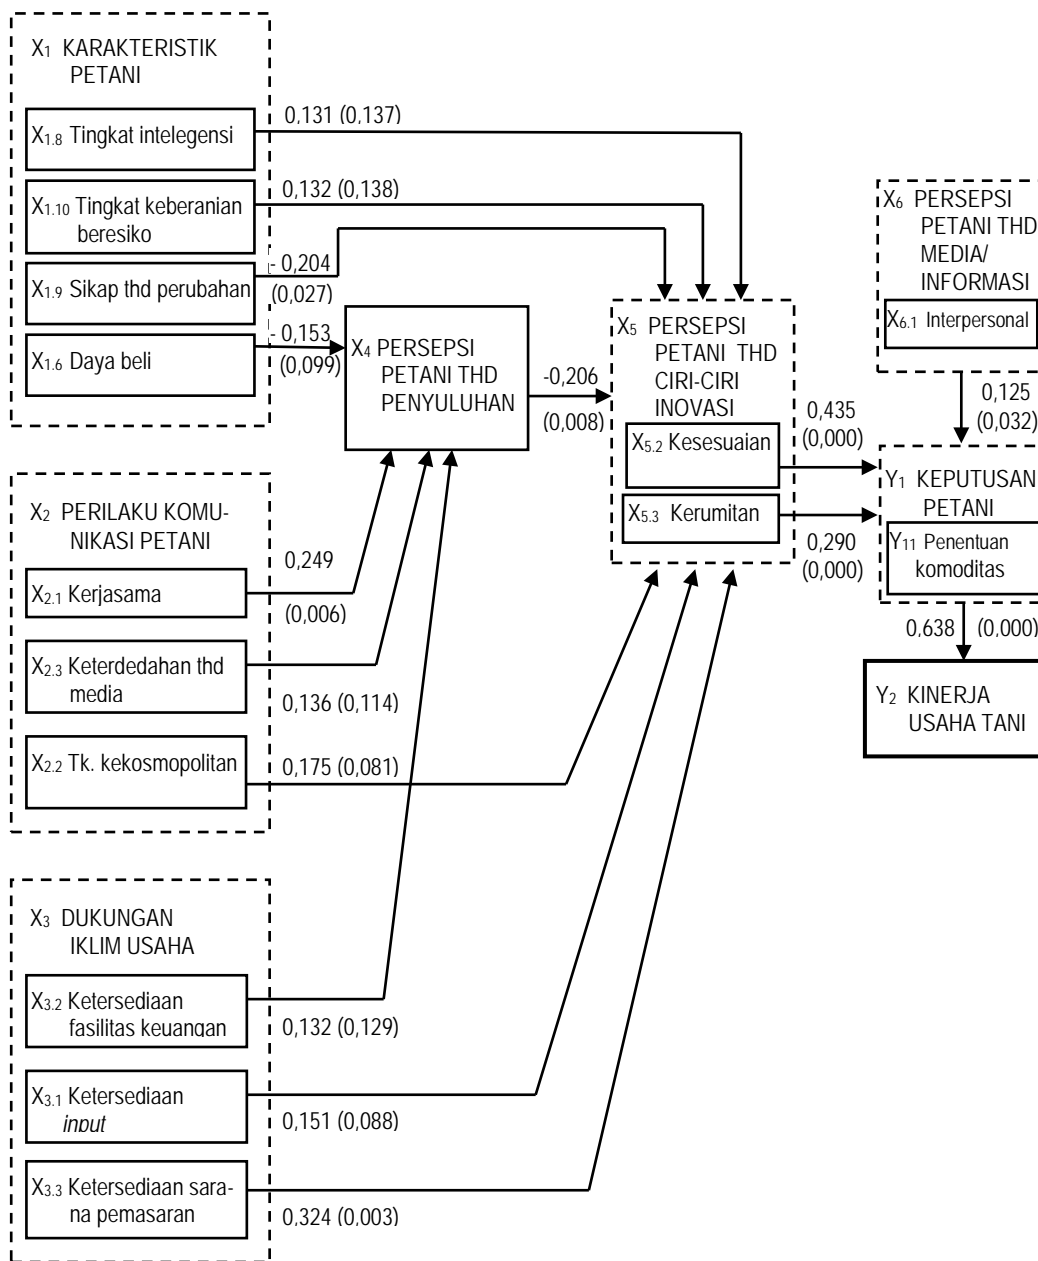 X1 KARAKTERISTIK
PETANI
X1.8 Tingkat intelegensi
0,131 (0,137)
X1.10 Tingkat keberanian
beresiko
0,132 (0,138)
X1.9 Sikap thd perubahan
- 0,204
(0,027)
X1.6 Daya beli
- 0,153
(0,099)
X4 PERSEPSI
PETANI THD
PENYULUHAN
-0,206
(0,008)
X5 PERSEPSI
PETANI THD
CIRI-CIRI
INOVASI
X5.2 Kesesuaian
X5.3 Kerumitan
0,435
(0,000)
0,290
(0,000)
X6 PERSEPSI
PETANI THD
MEDIA/
INFORMASI
X6.1 Interpersonal
0,125
(0,032)
Y1 KEPUTUSAN
PETANI
Y11 Penentuan
komoditas
0,638 (0,000)
Y2 KINERJA
USAHA TANI
X2 PERILAKU KOMU-
NIKASI PETANI
X2.1 Kerjasama
0,249
(0,006)
X2.3 Keterdedahan thd
media
0,136 (0,114)
X2.2 Tk. kekosmopolitan
0,175 (0,081)
X3 DUKUNGAN
IKLIM USAHA
X3.2 Ketersediaan
fasilitas keuangan
0,132 (0,129)
X3.1 Ketersediaan
input
0,151 (0,088)
X3.3 Ketersediaan sara-
na pemasaran
0,324 (0,003)